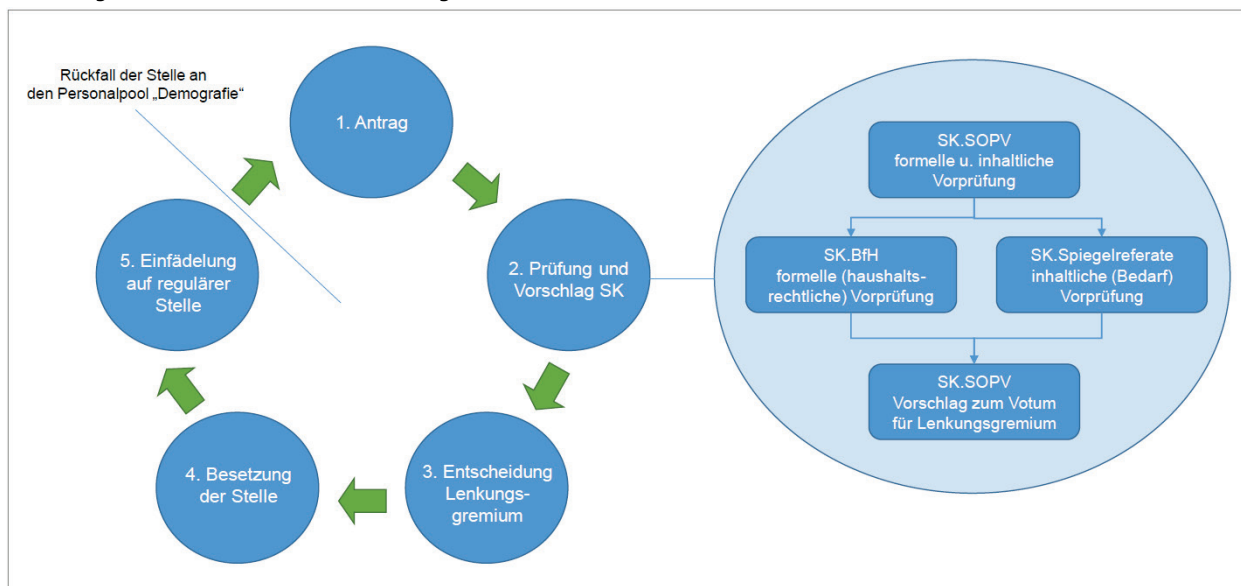 Rückfall der Stelle an
den Personalpool „Demografie“
1. Antrag
2. Prüfung und
Vorschlag SK
3. Entscheidung
Lenkungs-
gremium
4. Besetzung
der Stelle
5. Einfädelung
auf regulärer
Stelle
SK.SOPV
formelle u. inhaltliche
Vorprüfung
SK.BfH
formelle (haushalts-
rechtliche) Vorprüfung
SK.Spiegelreferate
inhaltliche (Bedarf)
Vorprüfung
SK.SOPV
Vorschlag zum Votum
für Lenkungsgremium